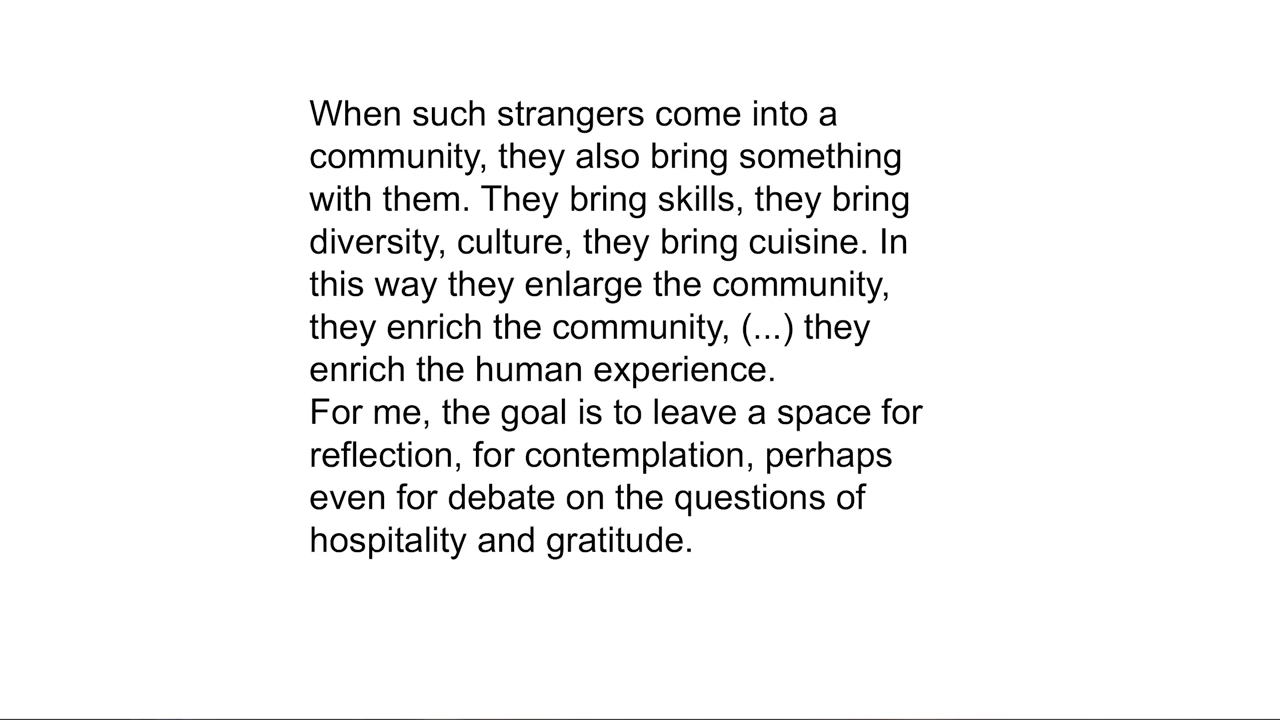 When such strangers come into a
community, they also bring something
with them. They bring skills, they bring
diversity, culture, they bring cuisine. In
this way they enlarge the community,
they enrich the community, (...) they
enrich the human experience.
For me, the goal is to leave a space for
reflection, for contemplation, perhaps
even for debate on the questions of
hospitality and gratitude.